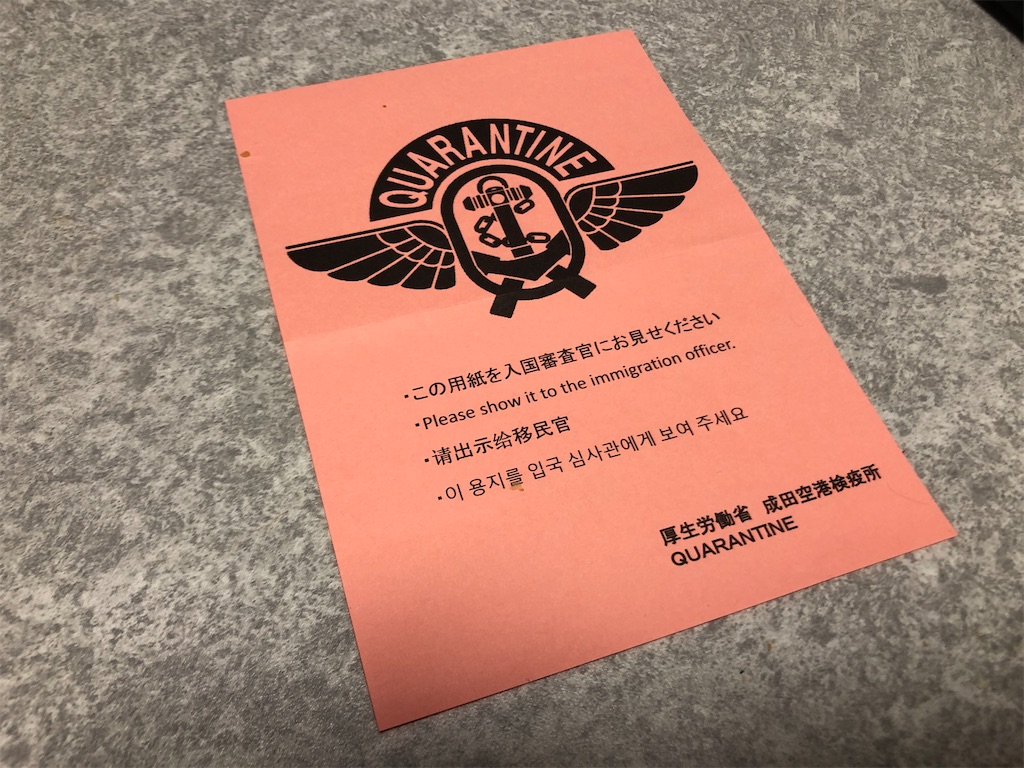 QUARANTINE
・この用紙を入国審査官にお見せください
・Please show it to the immigration officer.
・请出示给移民官
・이 용지를 입국 심사관에게 보여 주세요
厚生労働省 成田空港検疫所
QUARANTINE